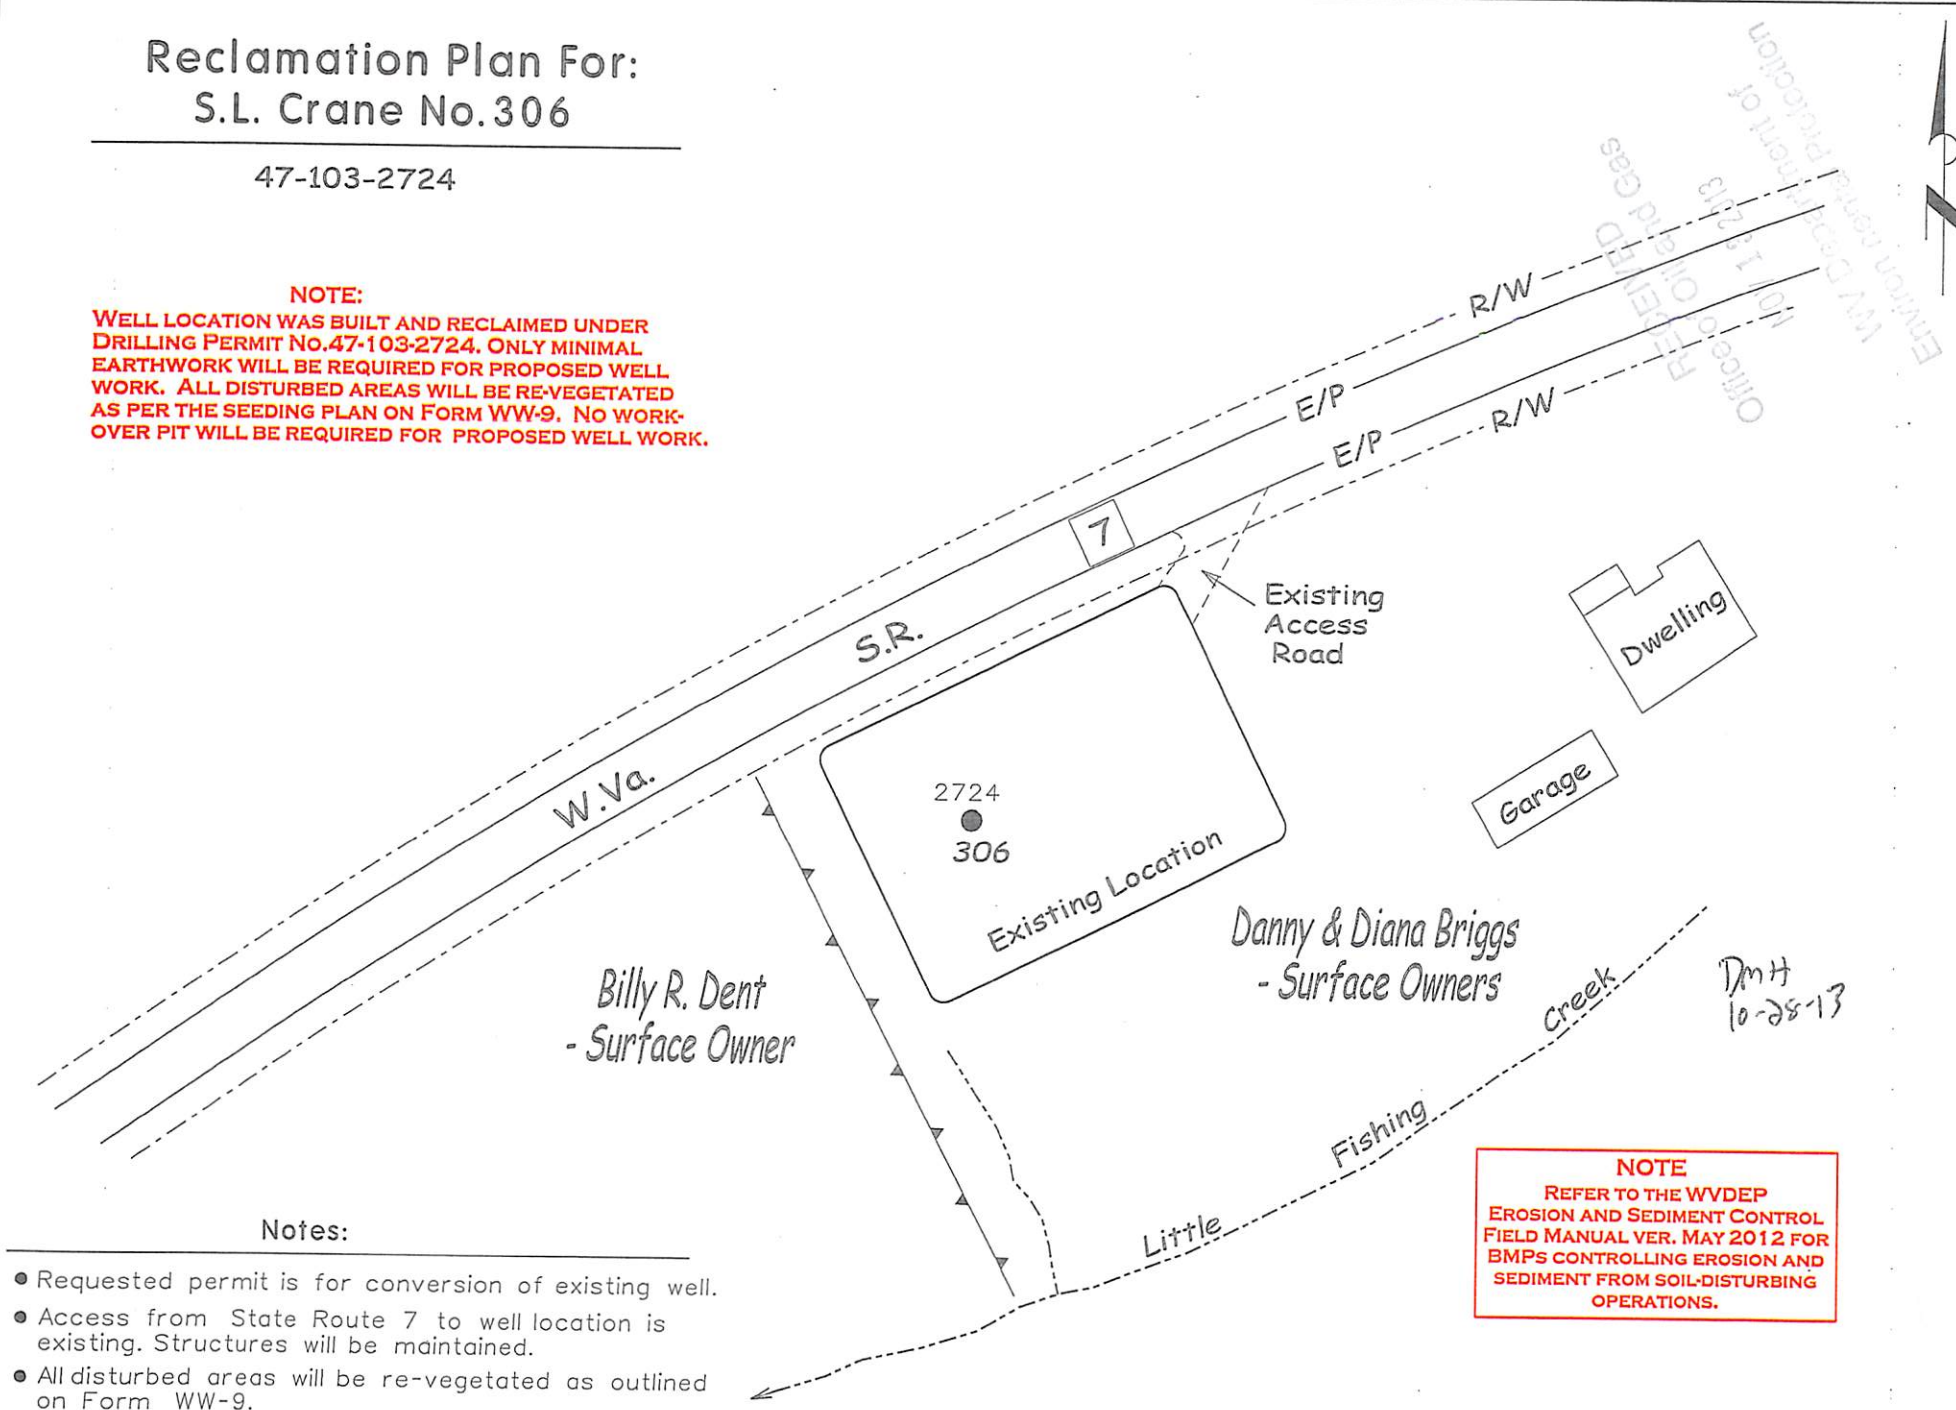 Reclamation Plan For:
S.L. Crane No.306
47-103-2724
NOTE:
WELL LOCATION WAS BUILT AND RECLAIMED UNDER
DRILLING PERMIT NO.47-103-2724. ONLY MINIMAL
EARTHWORK WILL BE REQUIRED FOR PROPOSED WELL
WORK. ALL DISTURBED AREAS WILL BE RE-VEGETATED
AS PER THE SEEDING PLAN ON FORM WW-9. NO WORK-
OVER PIT WILL BE REQUIRED FOR PROPOSED WELL WORK.
RECEIVED
Office of Oil and Gas
NOV 1 2013
WV Department of
Environmental Protection
N
R/W
E/P
E/P
R/W
7
S.R.
W.Va.
Existing
Access
Road
Dwelling
Garage
2724
306
Existing Location
Danny & Diana Briggs
- Surface Owners
Billy R. Dent
- Surface Owner
Creek
Fishing
Little
DMH
10-28-13
NOTE
REFER TO THE WVDEP
EROSION AND SEDIMENT CONTROL
FIELD MANUAL VER. MAY 2012 FOR
BMPS CONTROLLING EROSION AND
SEDIMENT FROM SOIL-DISTURBING
OPERATIONS.
Notes:
● Requested permit is for conversion of existing well.
● Access from State Route 7 to well location is
existing. Structures will be maintained.
● All disturbed areas will be re-vegetated as outlined
on Form WW-9.